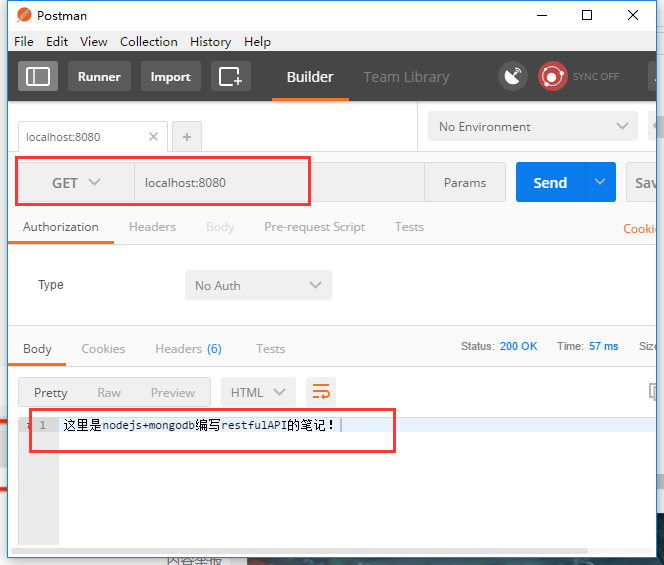 Postman
File Edit View Collection History Help
Runner Import Builder Team Library SYNC OFF
localhost:8080
No Environment
GET localhost:8080 Params Send
Authorization Headers Body Pre-request Script Tests
Type No Auth
Body Cookies Headers (6) Tests Status: 200 OK Time: 57 ms
Pretty Raw Preview HTML
1 这里是nodejs+mongodb编写restfulAPI的笔记!
内容举报